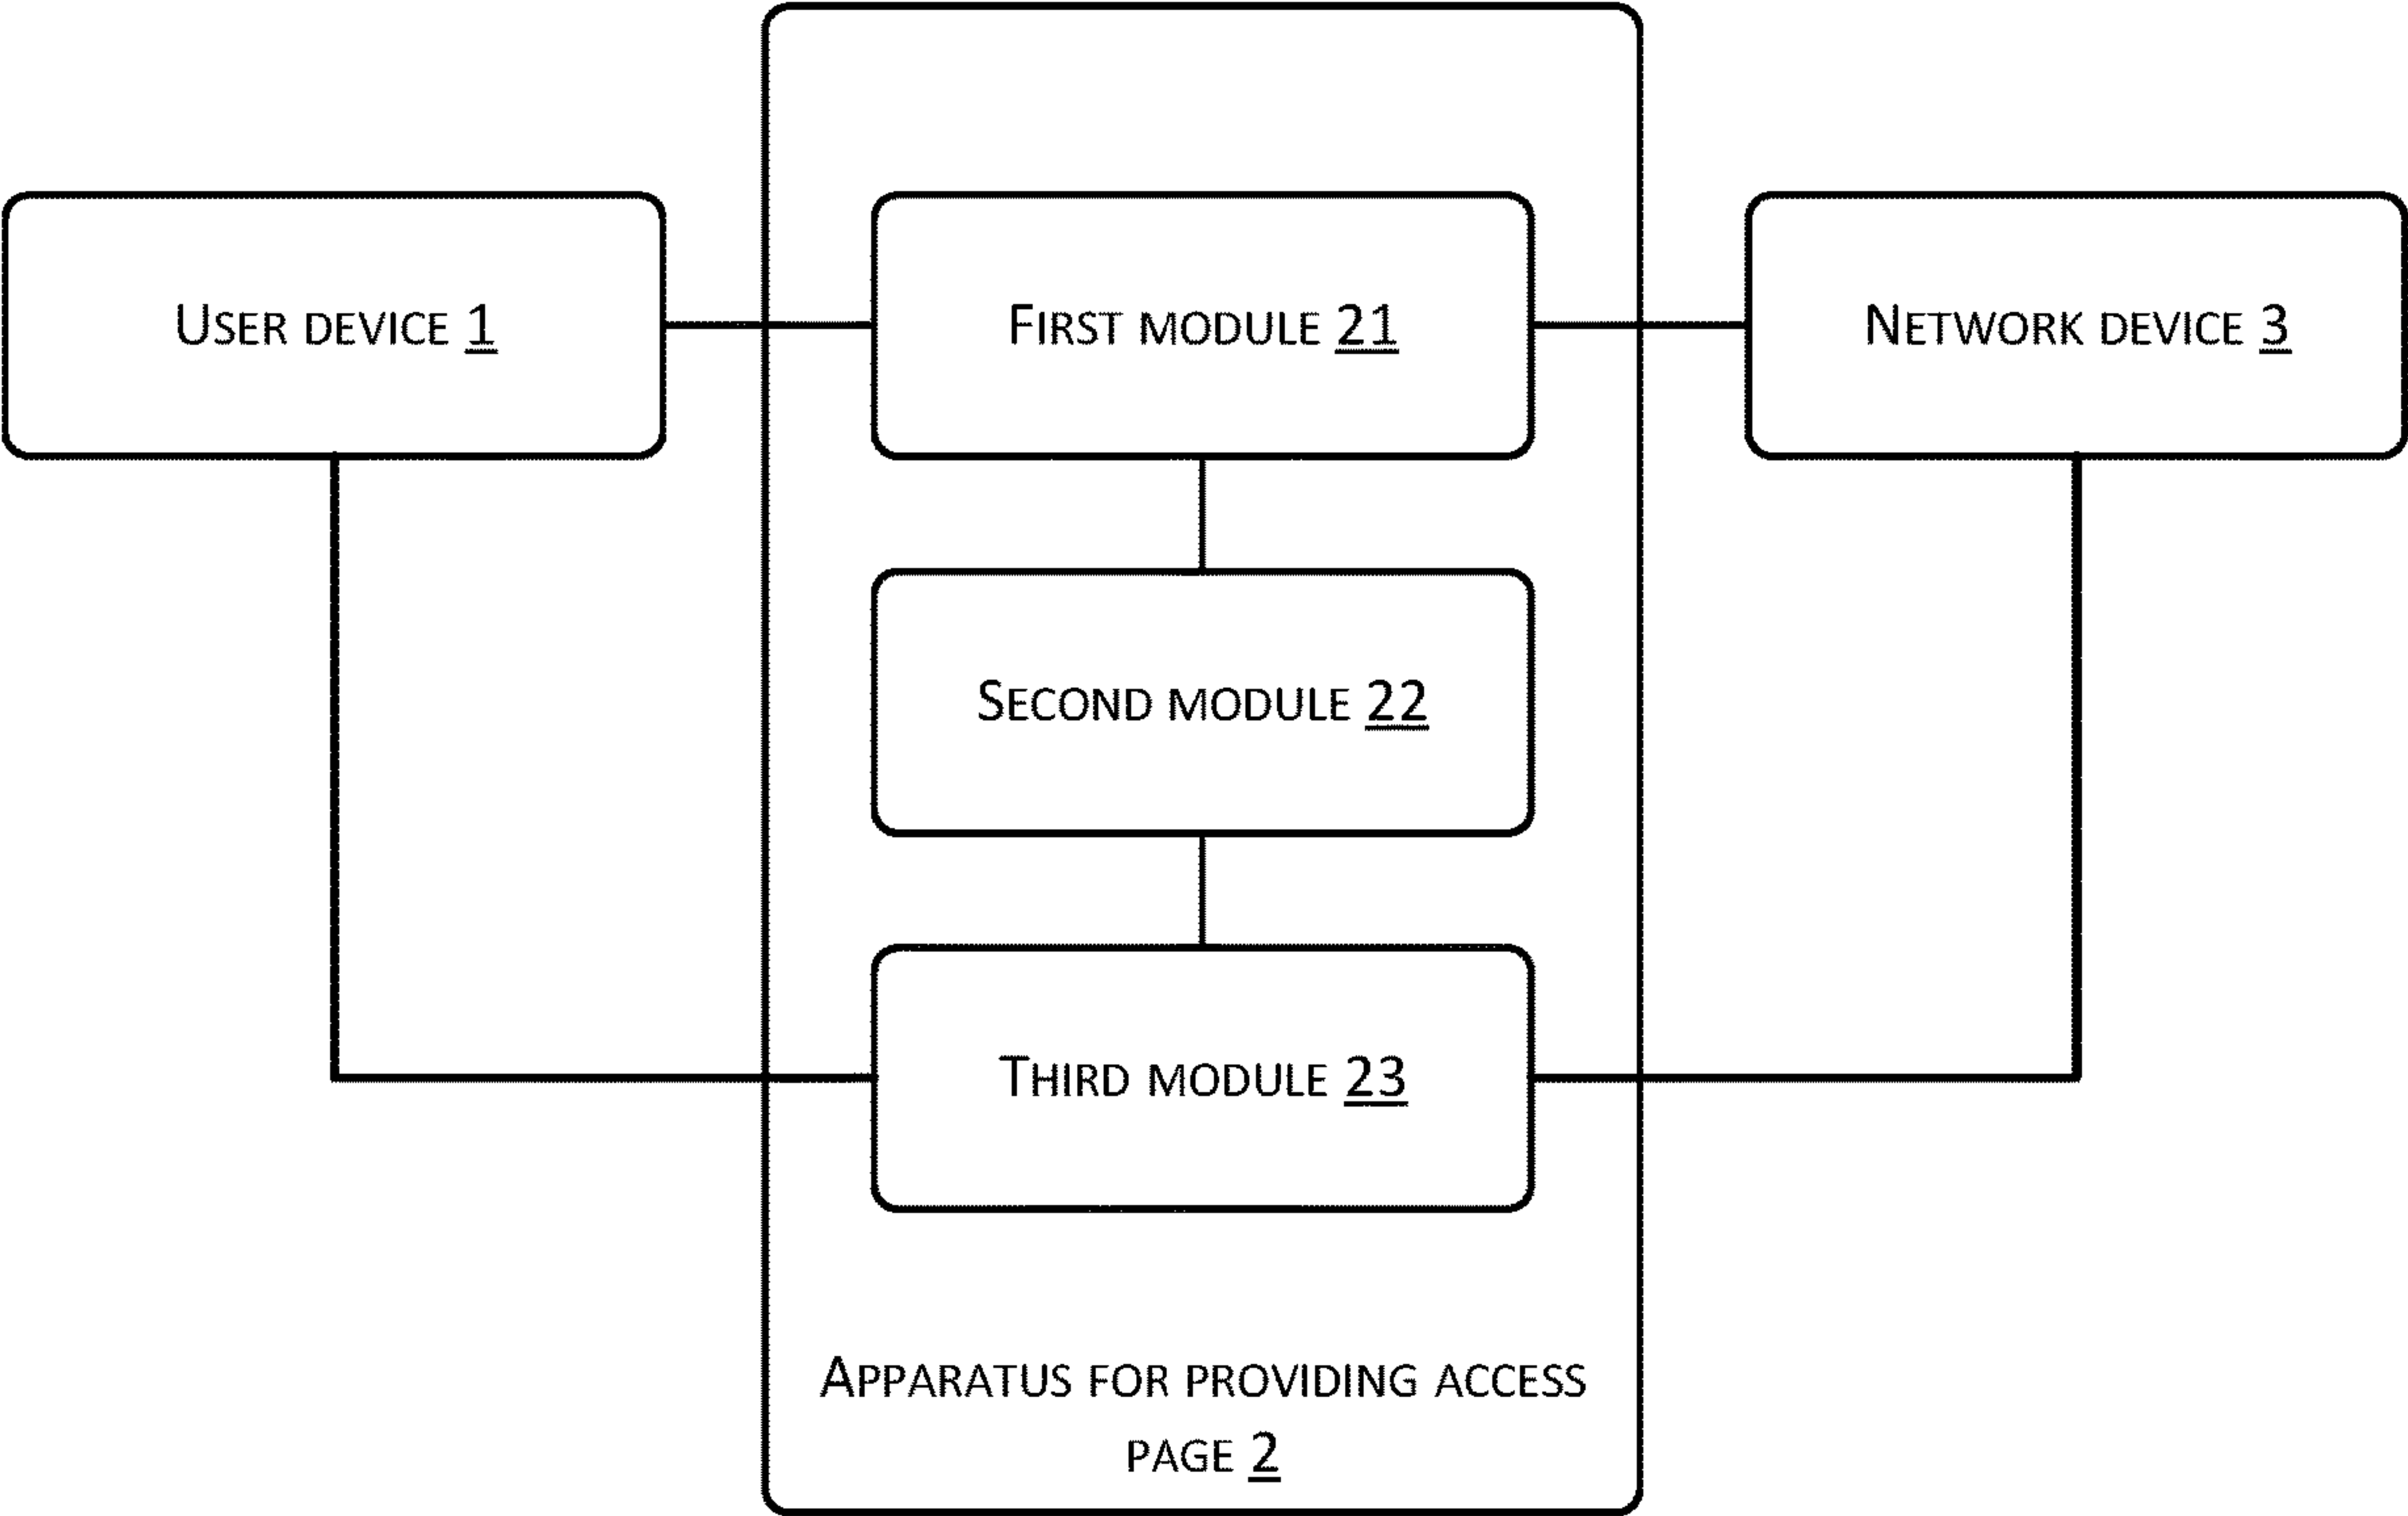 USER DEVICE 1
FIRST MODULE 21
NETWORK DEVICE 3
SECOND MODULE 22
THIRD MODULE 23
APPARATUS FOR PROVIDING ACCESS
PAGE 2